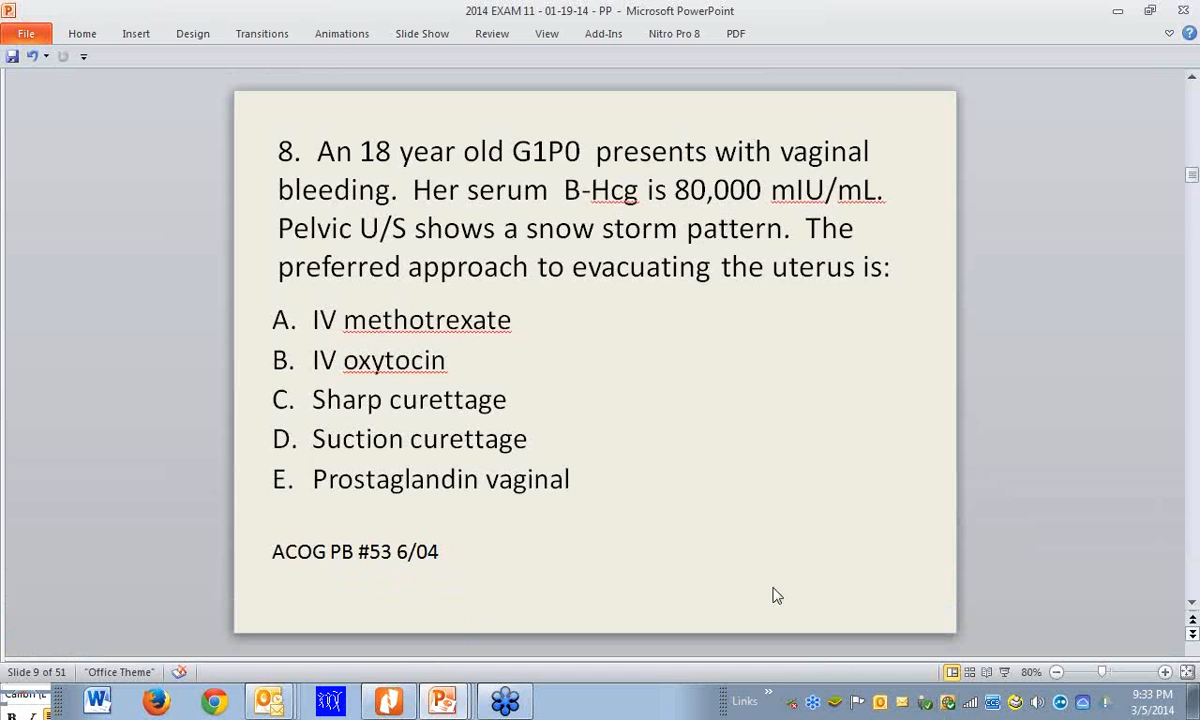 2014 EXAM 11 - 01-19-14 - PP - Microsoft PowerPoint
File Home Insert Design Transitions Animations Slide Show Review View Add-Ins Nitro Pro 8 PDF
8. An 18 year old G1P0 presents with vaginal
bleeding. Her serum B-Hcg is 80,000 mIU/mL.
Pelvic U/S shows a snow storm pattern. The
preferred approach to evacuating the uterus is:
A. IV methotrexate
B. IV oxytocin
C. Sharp curettage
D. Suction curettage
E. Prostaglandin vaginal
ACOG PB #53 6/04
Slide 9 of 51 "Office Theme" 80%
Links 9:33 PM
3/5/2014